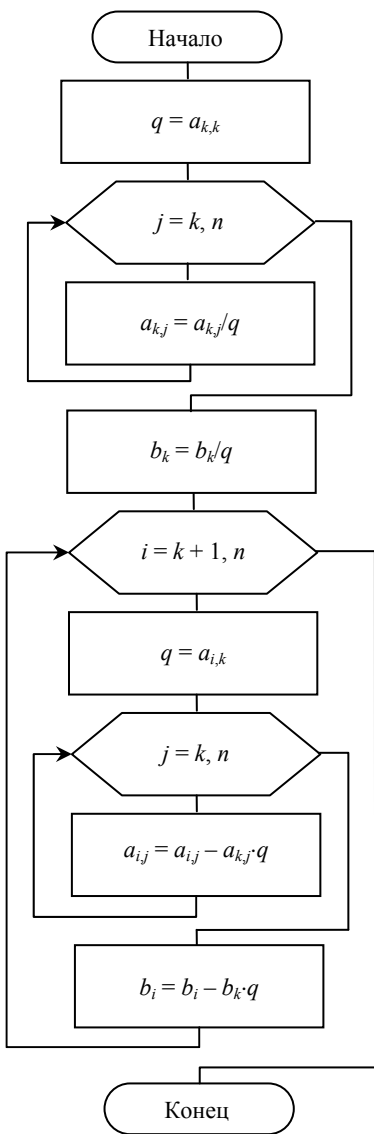 Начало
q = a_{k,k}
j = k, n
a_{k,j} = a_{k,j}/q
b_k = b_k/q
i = k + 1, n
q = a_{i,k}
j = k, n
a_{i,j} = a_{i,j} – a_{k,j}·q
b_i = b_i – b_k·q
Конец